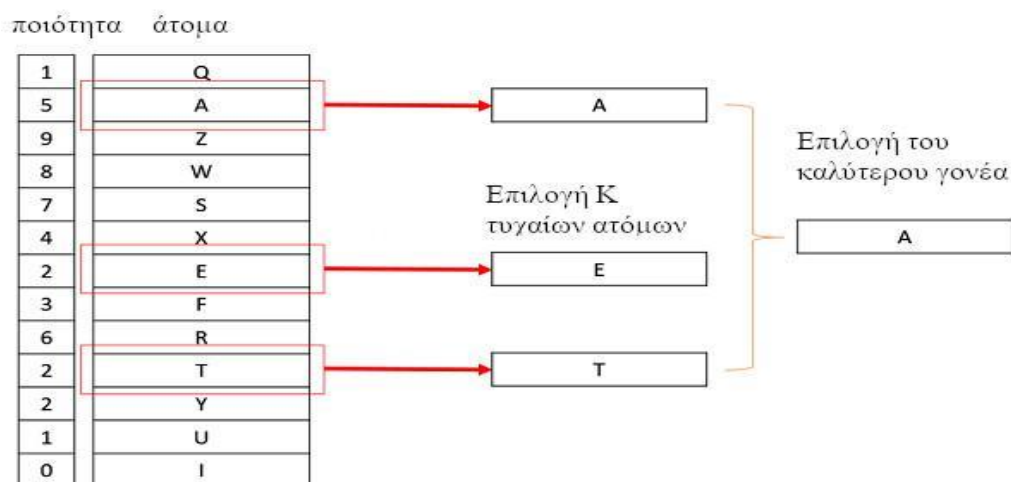 ποιότητα άτομα
1 Q
5 A
9 Z
8 W
7 S
4 X
2 E
3 F
6 R
2 T
2 Y
1 U
0 I
A
Επιλογή Κ
τυγαίων ατόμων
E
T
Επιλογή του
καλύτερου γονέα
A